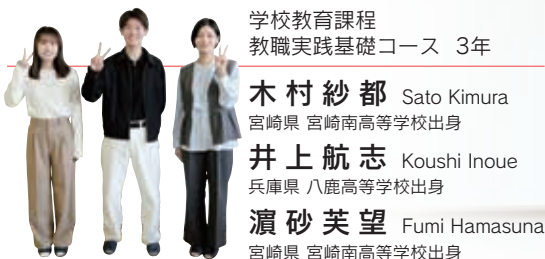 学校教育課程
教職実践基礎コース 3年
木村紗都 Sato Kimura
宮崎県 宮崎南高等学校出身
井上航志 Koushi Inoue
兵庫県 八鹿高等学校出身
濵砂芙望 Fumi Hamasuna
宮崎県 宮崎南高等学校出身